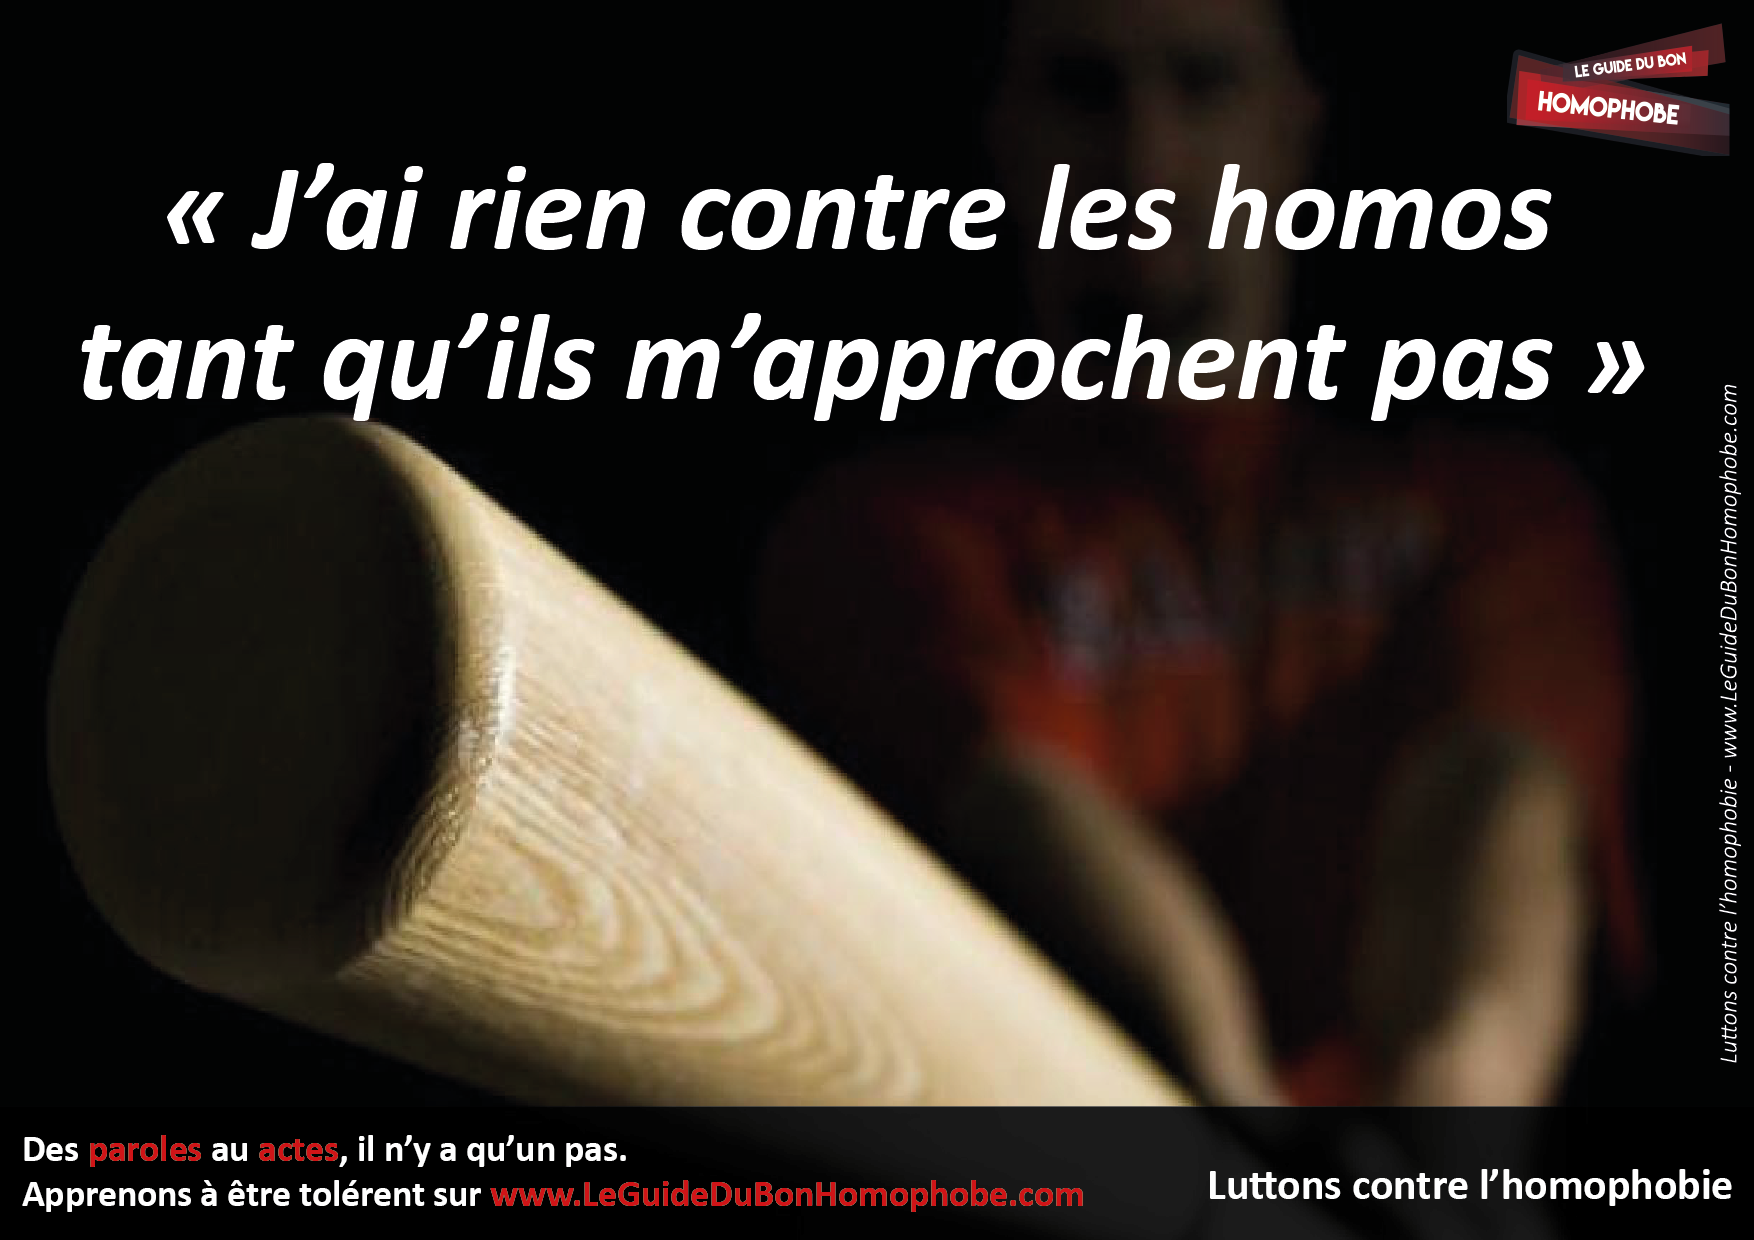 LE GUIDE DU BON
HOMOPHOBE
« J’ai rien contre les homos
tant qu’ils m’approchent pas »
Luttons contre l’homophobie - www.LeGuideDuBonHomophobe.com
Des paroles au actes, il n’y a qu’un pas.
Apprenons à être tolérent sur www.LeGuideDuBonHomophobe.com
Luttons contre l’homophobie